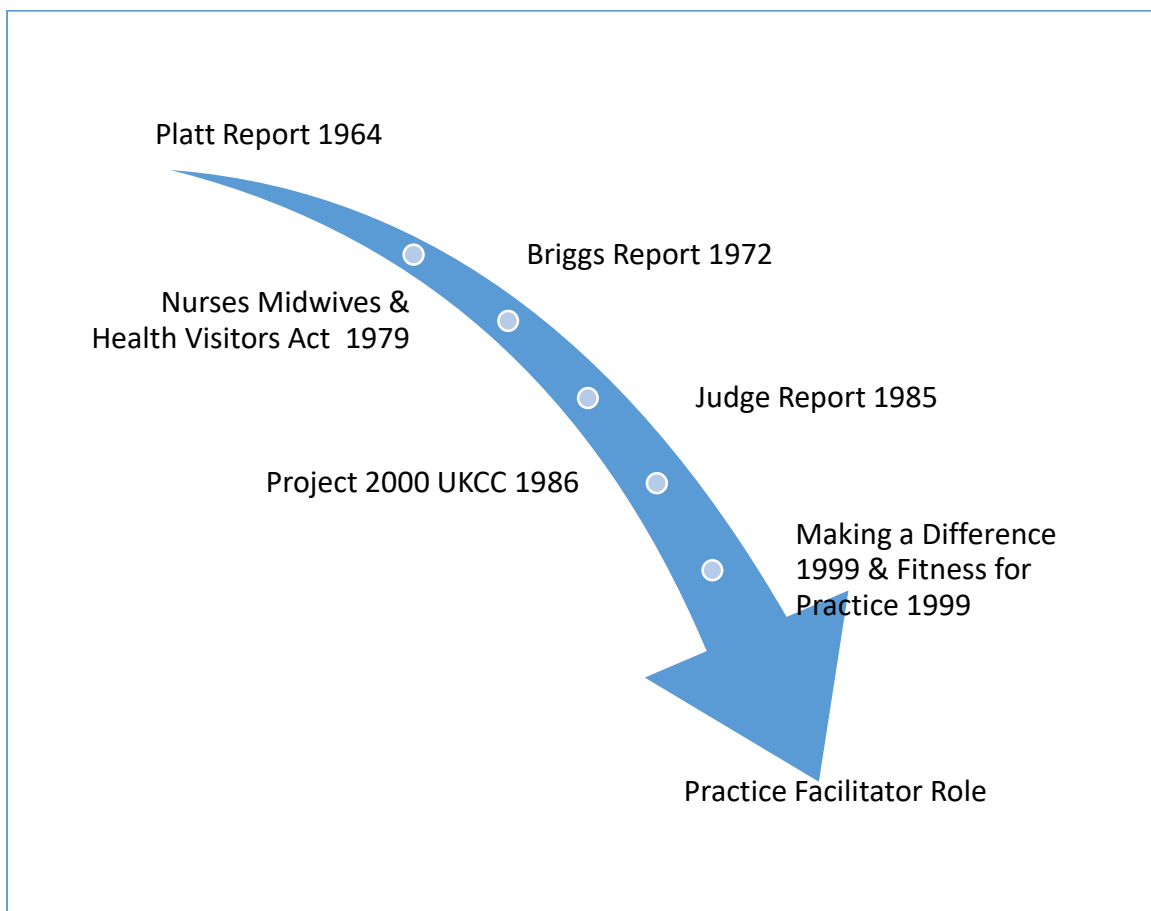 Platt Report 1964
Briggs Report 1972
Nurses Midwives &
Health Visitors Act 1979
Judge Report 1985
Project 2000 UKCC 1986
Making a Difference
1999 & Fitness for
Practice 1999
Practice Facilitator Role